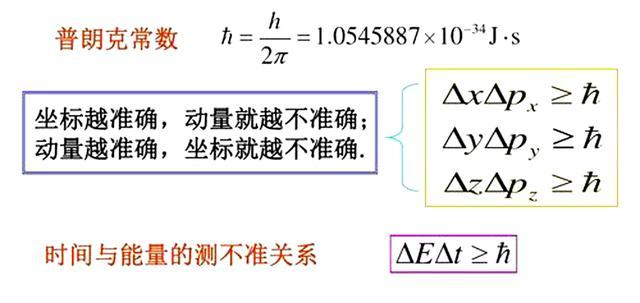 普朗克常数 ℏ = h/2π = 1.0545887×10⁻³⁴ J·s
坐标越准确，动量就越不准确；
动量越准确，坐标就越不准确.
ΔxΔpₓ ≥ ℏ
ΔyΔp_y ≥ ℏ
ΔzΔp_z ≥ ℏ
时间与能量的测不准关系 ΔEΔt ≥ ℏ